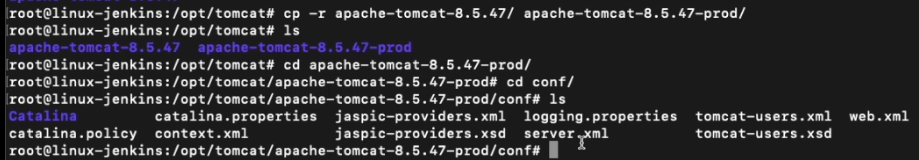 root@linux-jenkins:/opt/tomcat# cp -r apache-tomcat-8.5.47/ apache-tomcat-8.5.47-prod/
root@linux-jenkins:/opt/tomcat# ls
apache-tomcat-8.5.47  apache-tomcat-8.5.47-prod
root@linux-jenkins:/opt/tomcat# cd apache-tomcat-8.5.47-prod/
root@linux-jenkins:/opt/tomcat/apache-tomcat-8.5.47-prod# cd conf/
root@linux-jenkins:/opt/tomcat/apache-tomcat-8.5.47-prod/conf# ls
Catalina         catalina.properties  jaspic-providers.xml  logging.properties  tomcat-users.xml  web.xml
catalina.policy  context.xml          jaspic-providers.xsd  server.xml          tomcat-users.xsd
root@linux-jenkins:/opt/tomcat/apache-tomcat-8.5.47-prod/conf#